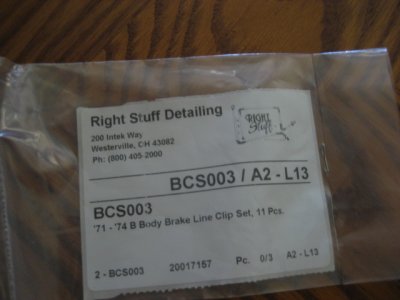 Right Stuff Detailing
200 Intek Way
Westerville, OH 43082
Ph: (800) 405-2000
RIGHT
Stuff
BCS003 / A2 - L13
BCS003
'71 - '74 B Body Brake Line Clip Set, 11 Pcs.
2 - BCS003 20017157 Pc. 0/3 A2 - L13